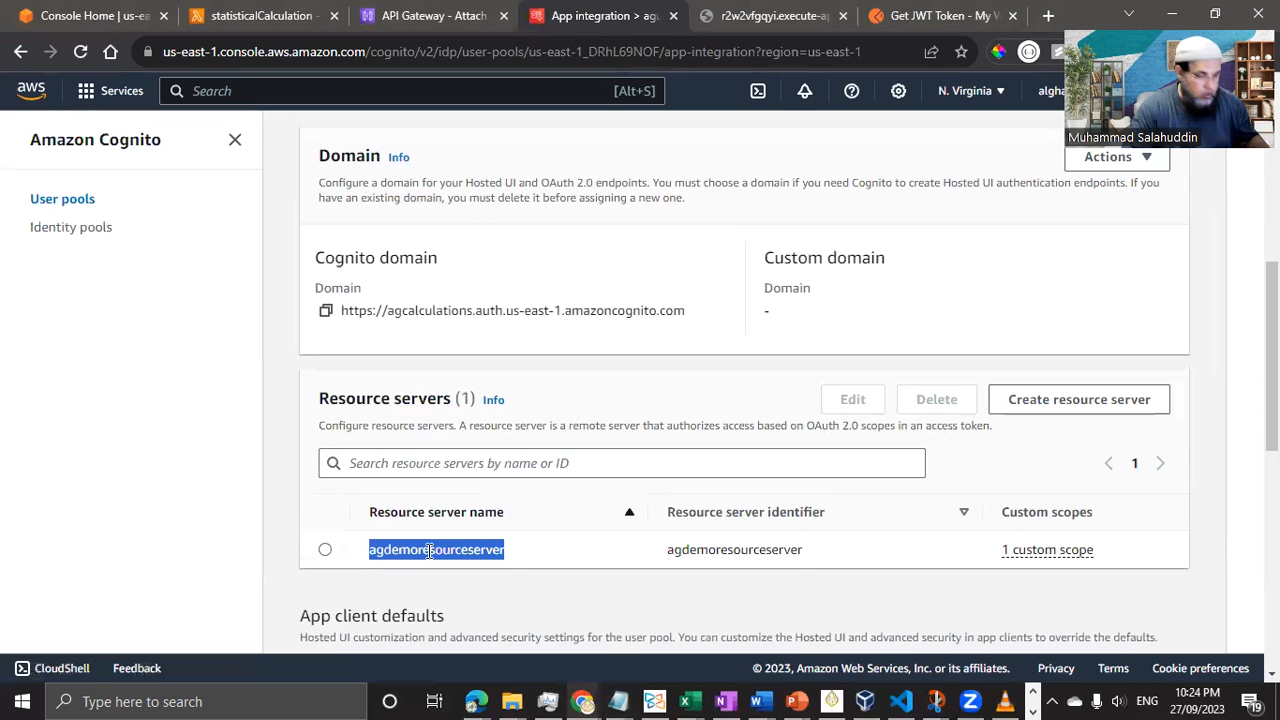 Console Home | us-ea
statisticalCalculation -
API Gateway - Attach
App integration > agc
r2r2vfgqyl.execute-ap
Get JWT Token - My W
us-east-1.console.aws.amazon.com/cognito/v2/idp/user-pools/us-east-1_DRhL69NOF/app-integration?region=us-east-1
aws
Services
Search
[Alt+S]
N. Virginia
algha
Muhammad Salahuddin
Amazon Cognito
User pools
Identity pools
Domain Info
Actions
Configure a domain for your Hosted UI and OAuth 2.0 endpoints. You must choose a domain if you need Cognito to create Hosted UI authentication endpoints. If you
have an existing domain, you must delete it before assigning a new one.
Cognito domain
Custom domain
Domain
Domain
https://agcalculations.auth.us-east-1.amazoncognito.com
-
Resource servers (1) Info
Edit
Delete
Create resource server
Configure resource servers. A resource server is a remote server that authorizes access based on OAuth 2.0 scopes in an access token.
Search resource servers by name or ID
1
Resource server name
Resource server identifier
Custom scopes
agdemoresourceserver
agdemoresourceserver
1 custom scope
App client defaults
Hosted UI customization and advanced security settings for the user pool. You can customize the Hosted UI and advanced security in app clients to override the defaults.
CloudShell
Feedback
© 2023, Amazon Web Services, Inc. or its affiliates.
Privacy
Terms
Cookie preferences
Type here to search
ENG
10:24 PM
27/09/2023
19